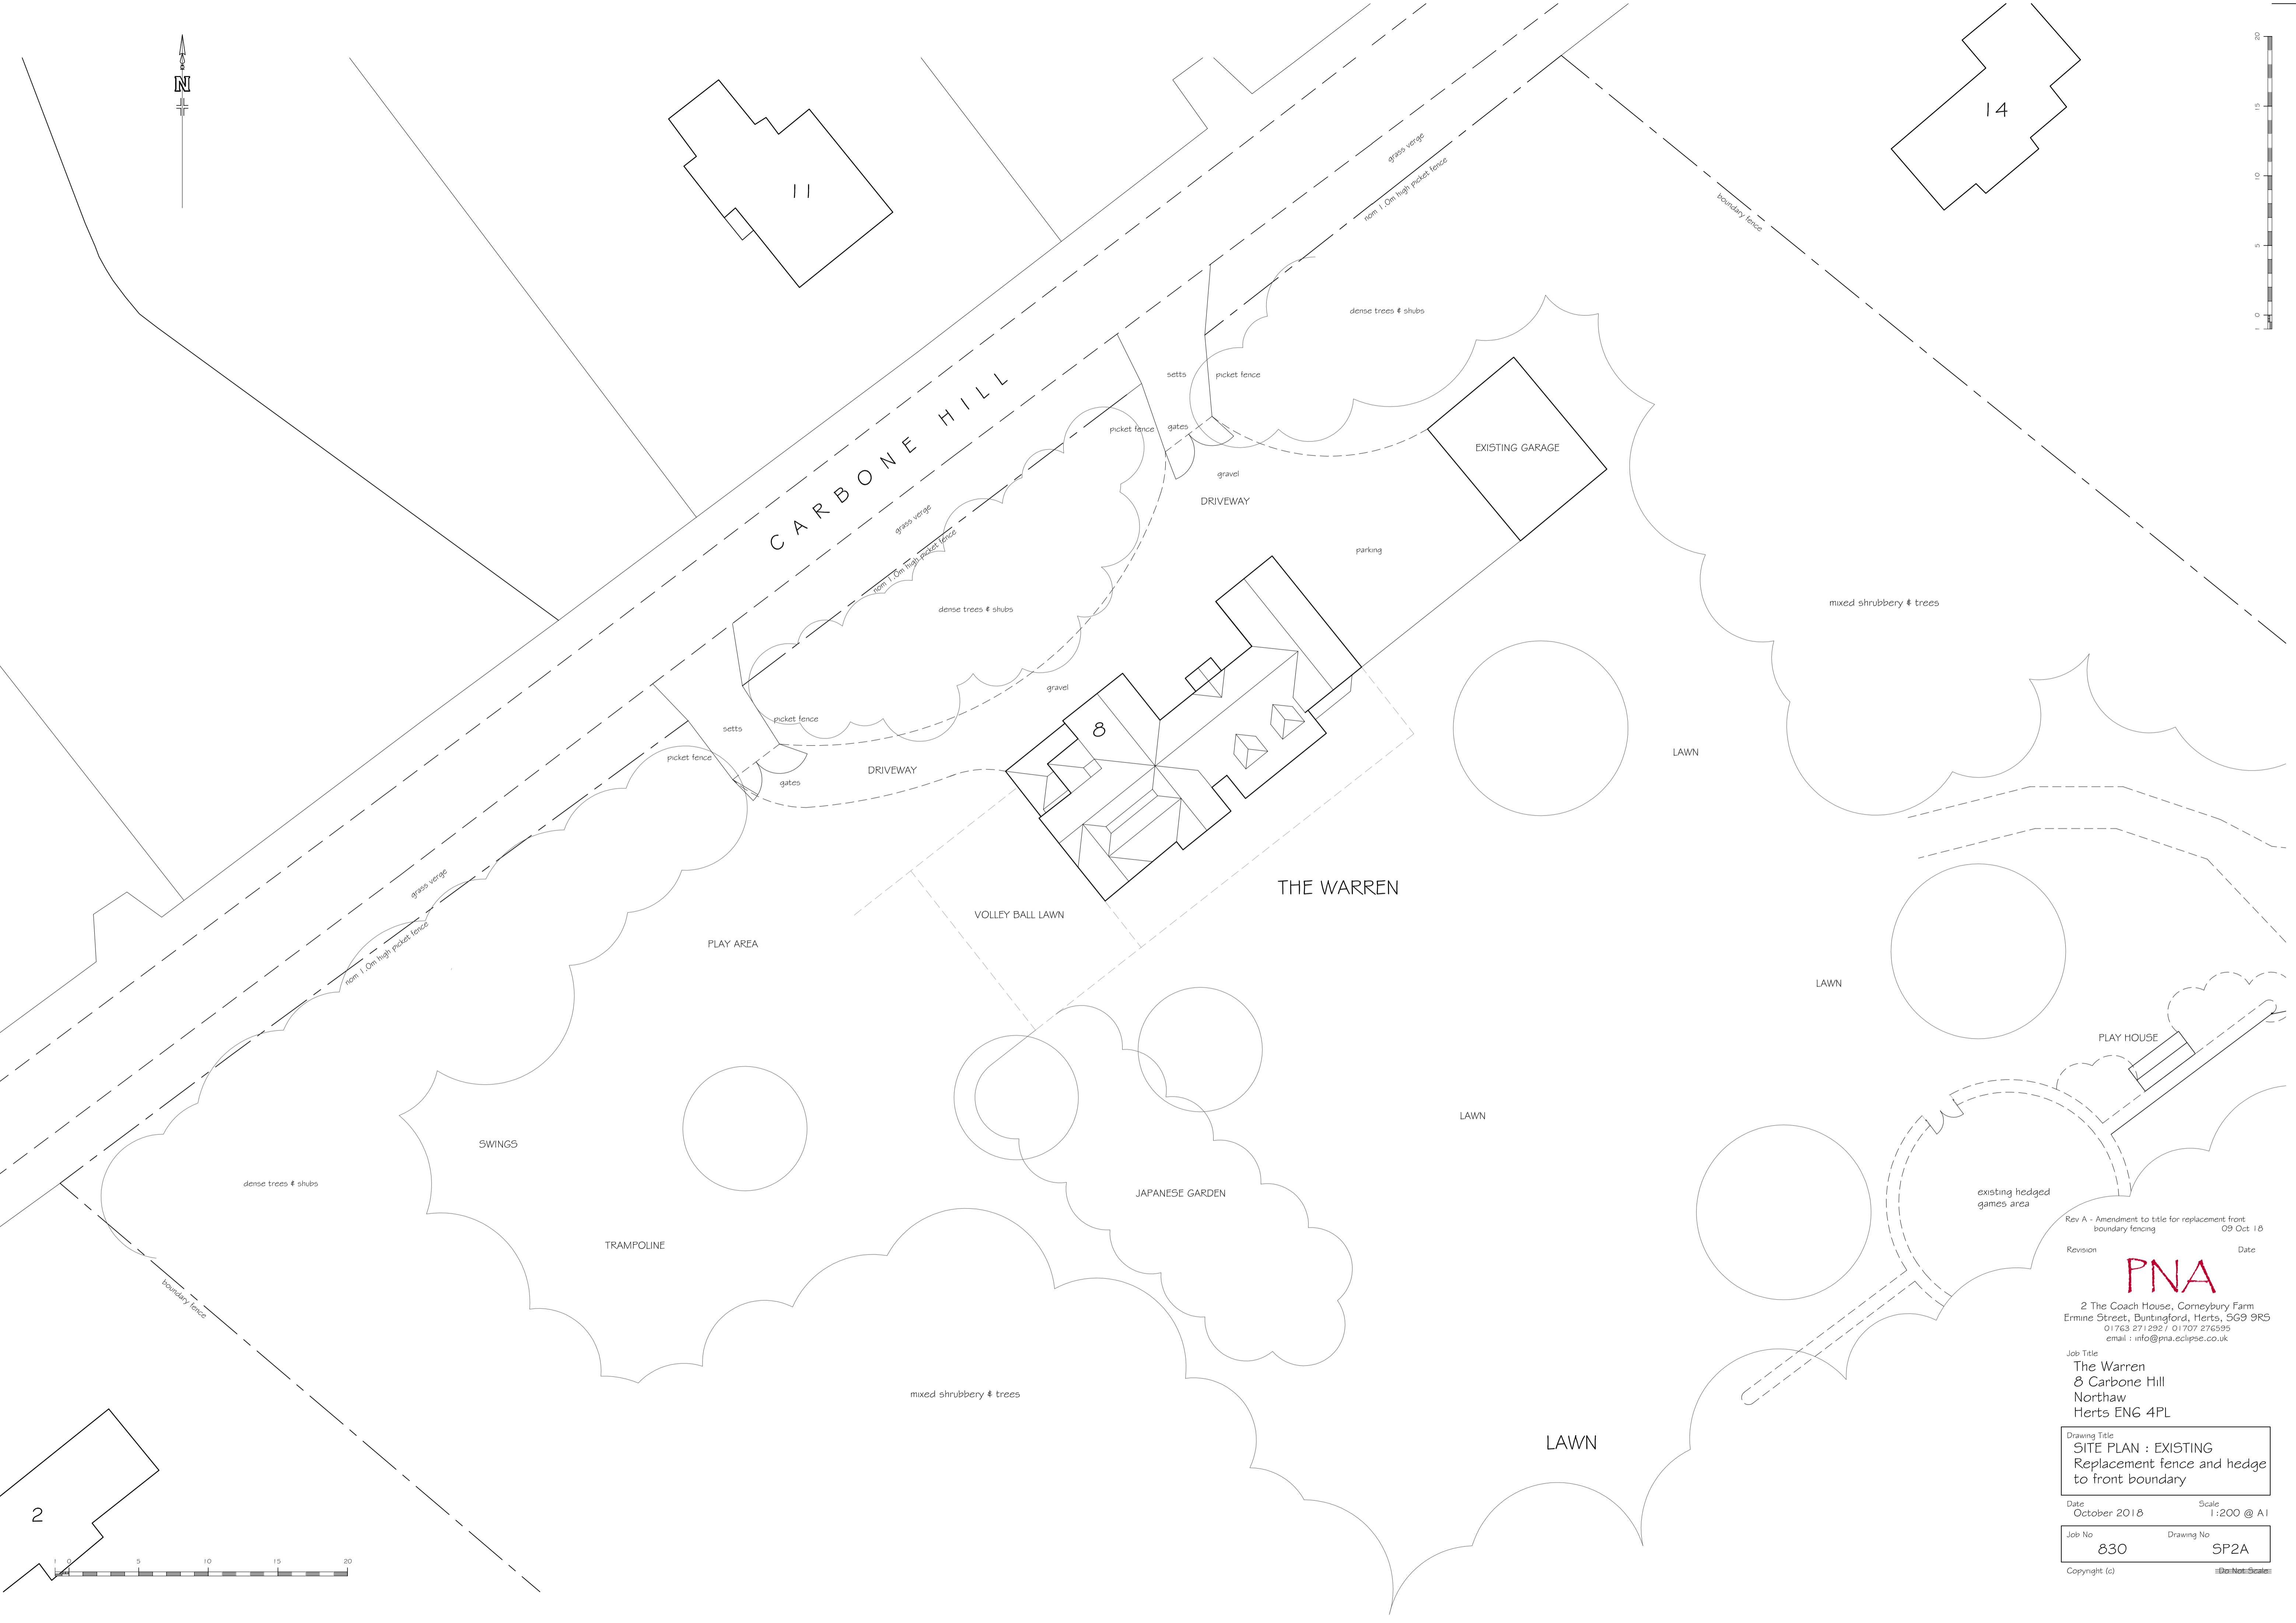 N
11
14
20
15
10
5
0
1
grass verge
nom 1.0m high picket fence
boundary fence
dense trees & shubs
setts
picket fence
CARBONE HILL
picket fence
gates
EXISTING GARAGE
gravel
DRIVEWAY
grass verge
nom 1.0m high picket fence
parking
dense trees & shubs
mixed shrubbery & trees
gravel
setts
picket fence
8
picket fence
gates
DRIVEWAY
LAWN
grass verge
nom 1.0m high picket fence
THE WARREN
VOLLEY BALL LAWN
PLAY AREA
LAWN
PLAY HOUSE
SWINGS
LAWN
dense trees & shubs
JAPANESE GARDEN
existing hedged
games area
TRAMPOLINE
boundary fence
mixed shrubbery & trees
LAWN
2
1 0 5 10 15 20
Rev A - Amendment to title for replacement front
boundary fencing 09 Oct 18
Revision Date
PNA
2 The Coach House, Corneybury Farm
Ermine Street, Buntingford, Herts, SG9 9RS
01763 271292 / 01707 276595
email : info@pna.eclipse.co.uk
Job Title
The Warren
8 Carbone Hill
Northaw
Herts EN6 4PL
Drawing Title
SITE PLAN : EXISTING
Replacement fence and hedge
to front boundary
Date Scale
October 2018 1:200 @ A1
Job No Drawing No
830 SP2A
Copyright (c) Do Not Scale